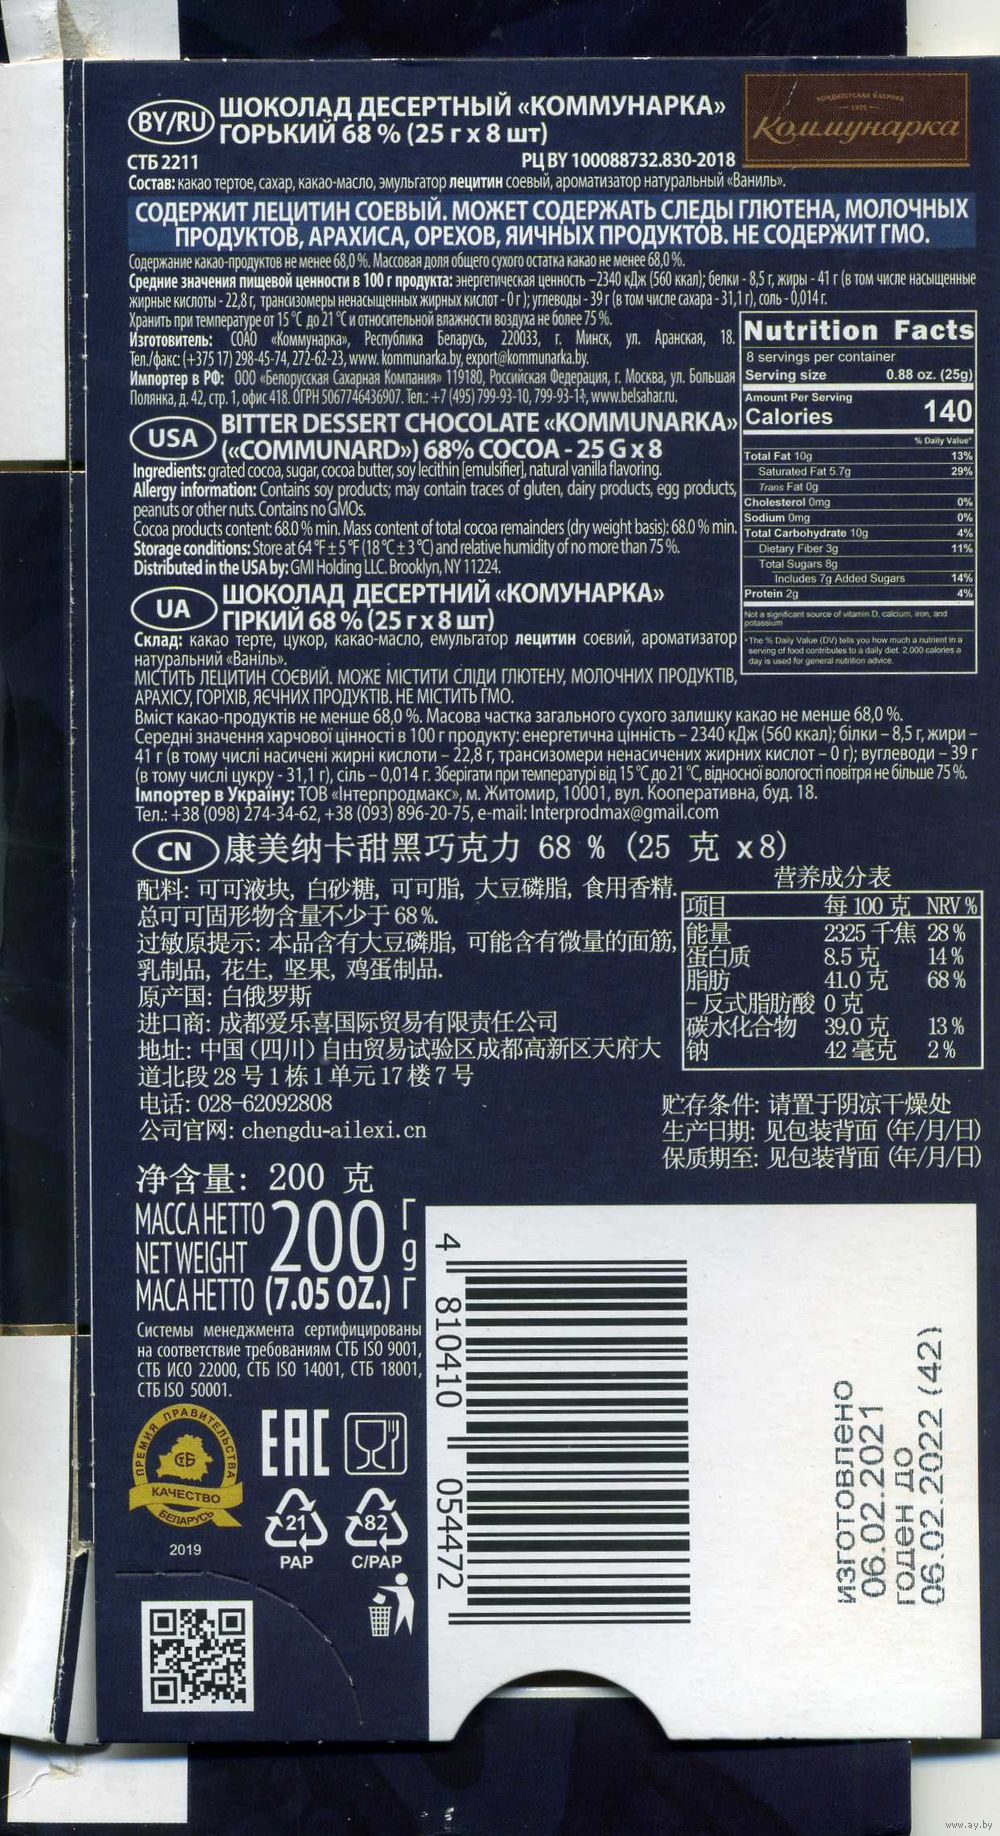 BY/RU
ШОКОЛАД ДЕСЕРТНЫЙ «КОММУНАРКА»
ГОРЬКИЙ 68 % (25 г х 8 шт)
КОНДИТЕРСКАЯ ФАБРИКА
1905
Коммунарка
СТБ 2211
РЦ BY 100088732.830-2018
Состав: какао тертое, сахар, какао-масло, эмульгатор лецитин соевый, ароматизатор натуральный «Ваниль».
СОДЕРЖИТ ЛЕЦИТИН СОЕВЫЙ. МОЖЕТ СОДЕРЖАТЬ СЛЕДЫ ГЛЮТЕНА, МОЛОЧНЫХ
ПРОДУКТОВ, АРАХИСА, ОРЕХОВ, ЯИЧНЫХ ПРОДУКТОВ. НЕ СОДЕРЖИТ ГМО.
Содержание какао-продуктов не менее 68,0 %. Массовая доля общего сухого остатка какао не менее 68,0 %.
Средние значения пищевой ценности в 100 г продукта: энергетическая ценность –2340 кДж (560 ккал); белки - 8,5 г, жиры - 41 г (в том числе насыщенные
жирные кислоты - 22,8 г, трансизомеры ненасыщенных жирных кислот - 0 г); углеводы - 39 г (в том числе сахара - 31,1 г), соль - 0,014 г.
Хранить при температуре от 15 °С до 21 °С и относительной влажности воздуха не более 75 %.
Изготовитель: СОАО «Коммунарка», Республика Беларусь, 220033, г. Минск, ул. Аранская, 18.
Тел./факс: (+375 17) 298-45-74, 272-62-23, www. kommunarka.by, export@kommunarka.by.
Импортер в РФ: ООО «Белорусская Сахарная Компания» 119180, Российская Федерация, г. Москва, ул. Большая
Полянка, д. 42, стр. 1, офис 418. ОГРН 5067746436907. Тел.: +7 (495) 799-93-10, 799-93-14, www.belsahar.ru.
Nutrition Facts
8 servings per container
Serving size 0.88 oz. (25g)
Amount Per Serving
Calories 140
% Daily Value*
Total Fat 10g 13%
Saturated Fat 5.7g 29%
Trans Fat 0g
Cholesterol 0mg 0%
Sodium 0mg 0%
Total Carbohydrate 10g 4%
Dietary Fiber 3g 11%
Total Sugars 8g
Includes 7g Added Sugars 14%
Protein 2g 4%
Not a significant source of vitamin D, calcium, iron, and
potassium
*The % Daily Value (DV) tells you how much a nutrient in a
serving of food contributes to a daily diet. 2,000 calories a
day is used for general nutrition advice.
USA
BITTER DESSERT CHOCOLATE «KOMMUNARKA»
(«COMMUNARD») 68% COCOA - 25 G x 8
Ingredients: grated cocoa, sugar, cocoa butter, soy lecithin [emulsifier], natural vanilla flavoring.
Allergy information: Contains soy products; may contain traces of gluten, dairy products, egg products,
peanuts or other nuts. Contains no GMOs.
Cocoa products content: 68.0 % min. Mass content of total cocoa remainders (dry weight basis): 68.0 % min.
Storage conditions: Store at 64 °F ± 5 °F (18 °C ± 3 °C) and relative humidity of no more than 75 %.
Distributed in the USA by: GMI Holding LLC. Brooklyn, NY 11224.
UA
ШОКОЛАД ДЕСЕРТНИЙ «КОМУНАРКА»
ГІРКИЙ 68 % (25 г х 8 шт)
Склад: какао терте, цукор, какао-масло, емульгатор лецитин соєвий, ароматизатор
натуральний «Ваніль».
МІСТИТЬ ЛЕЦИТИН СОЄВИЙ. МОЖЕ МІСТИТИ СЛІДИ ГЛЮТЕНУ, МОЛОЧНИХ ПРОДУКТІВ,
АРАХІСУ, ГОРІХІВ, ЯЄЧНИХ ПРОДУКТІВ. НЕ МІСТИТЬ ГМО.
Вміст какао-продуктів не менше 68,0 %. Масова частка загального сухого залишку какао не менше 68,0 %.
Середні значення харчової цінності в 100 г продукту: енергетична цінність – 2340 кДж (560 ккал); білки – 8,5 г, жири –
41 г (в тому числі насичені жирні кислоти – 22,8 г, трансизомери ненасичених жирних кислот – 0 г); вуглеводи – 39 г
(в тому числі цукру - 31,1 г), сіль – 0,014 г. Зберігати при температурі від 15 °С до 21 °С, відносної вологості повітря не більше 75 %.
Імпортер в Україну: ТОВ «Інтерпродмакс», м. Житомир, 10001, вул. Кооперативна, буд. 18.
Тел.: +38 (098) 274-34-62, +38 (093) 896-20-75, e-mail: Interprodmax@gmail.com
CN
康美纳卡甜黑巧克力 68 % (25 克 x8)
配料: 可可液块, 白砂糖, 可可脂, 大豆磷脂, 食用香精.
总可可固形物含量不少于 68%.
过敏原提示: 本品含有大豆磷脂, 可能含有微量的面筋,
乳制品, 花生, 坚果, 鸡蛋制品.
原产国: 白俄罗斯
进口商: 成都爱乐喜国际贸易有限责任公司
地址: 中国 (四川) 自由贸易试验区成都高新区天府大
道北段 28 号 1 栋 1 单元 17 楼 7 号
电话: 028-62092808
公司官网: chengdu-ailexi.cn
营养成分表
项目 每 100 克 NRV %
能量 2325 千焦 28 %
蛋白质 8.5 克 14 %
脂肪 41.0 克 68 %
- 反式脂肪酸 0 克
碳水化合物 39.0 克 13 %
钠 42 毫克 2 %
贮存条件: 请置于阴凉干燥处
生产日期: 见包装背面 (年/月/日)
保质期至: 见包装背面 (年/月/日)
净含量: 200 克
МАССА НЕТТО 200 г
NET WEIGHT g
МАСА НЕТТО (7.05 OZ.) г
Системы менеджмента сертифицированы
на соответствие требованиям СТБ ISO 9001,
СТБ ИСО 22000, СТБ ISO 14001, СТБ 18001,
СТБ ISO 50001.
ПРЕМИЯ ПРАВИТЕЛЬСТВА
СТБ
КАЧЕСТВО
БЕЛАРУСЬ
2019
EAC
21
PAP
82
C/PAP
4 810410 054472
ИЗГОТОВЛЕНО
06.02.2021
ГОДЕН ДО
06.02.2022 (42)
www.ay.by